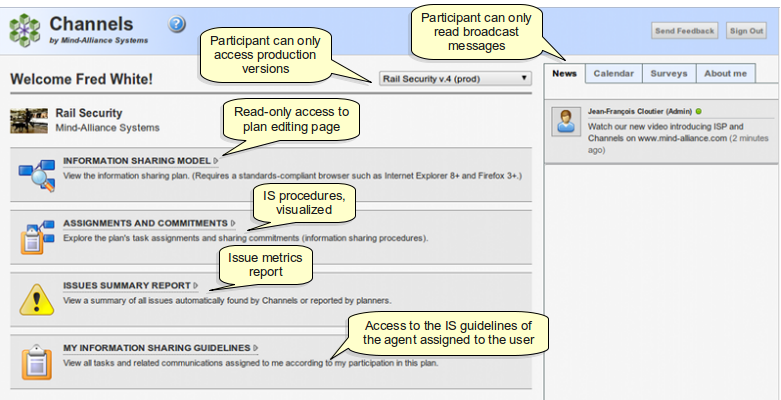 Channels
by Mind-Alliance Systems
?
Participant can only
access production
versions
Participant can only
read broadcast
messages
Send Feedback
Sign Out
Welcome Fred White!
Rail Security v.4 (prod)
News
Calendar
Surveys
About me
Rail Security
Mind-Alliance Systems
Read-only access to
plan editing page
Jean-François Cloutier (Admin)
Watch our new video introducing ISP and
Channels on www.mind-alliance.com (2 minutes
ago)
INFORMATION SHARING MODEL
View the information sharing plan. (Requires a standards-compliant browser such as Internet Explorer 8+ and Firefox 3+.)
IS procedures,
visualized
ASSIGNMENTS AND COMMITMENTS
Explore the plan's task assignments and sharing commitments (information sharing procedures).
Issue metrics
report
ISSUES SUMMARY REPORT
View a summary of all issues automatically found by Channels or reported by planners.
Access to the IS guidelines of
the agent assigned to the user
MY INFORMATION SHARING GUIDELINES
View all tasks and related communications assigned to me according to my participation in this plan.